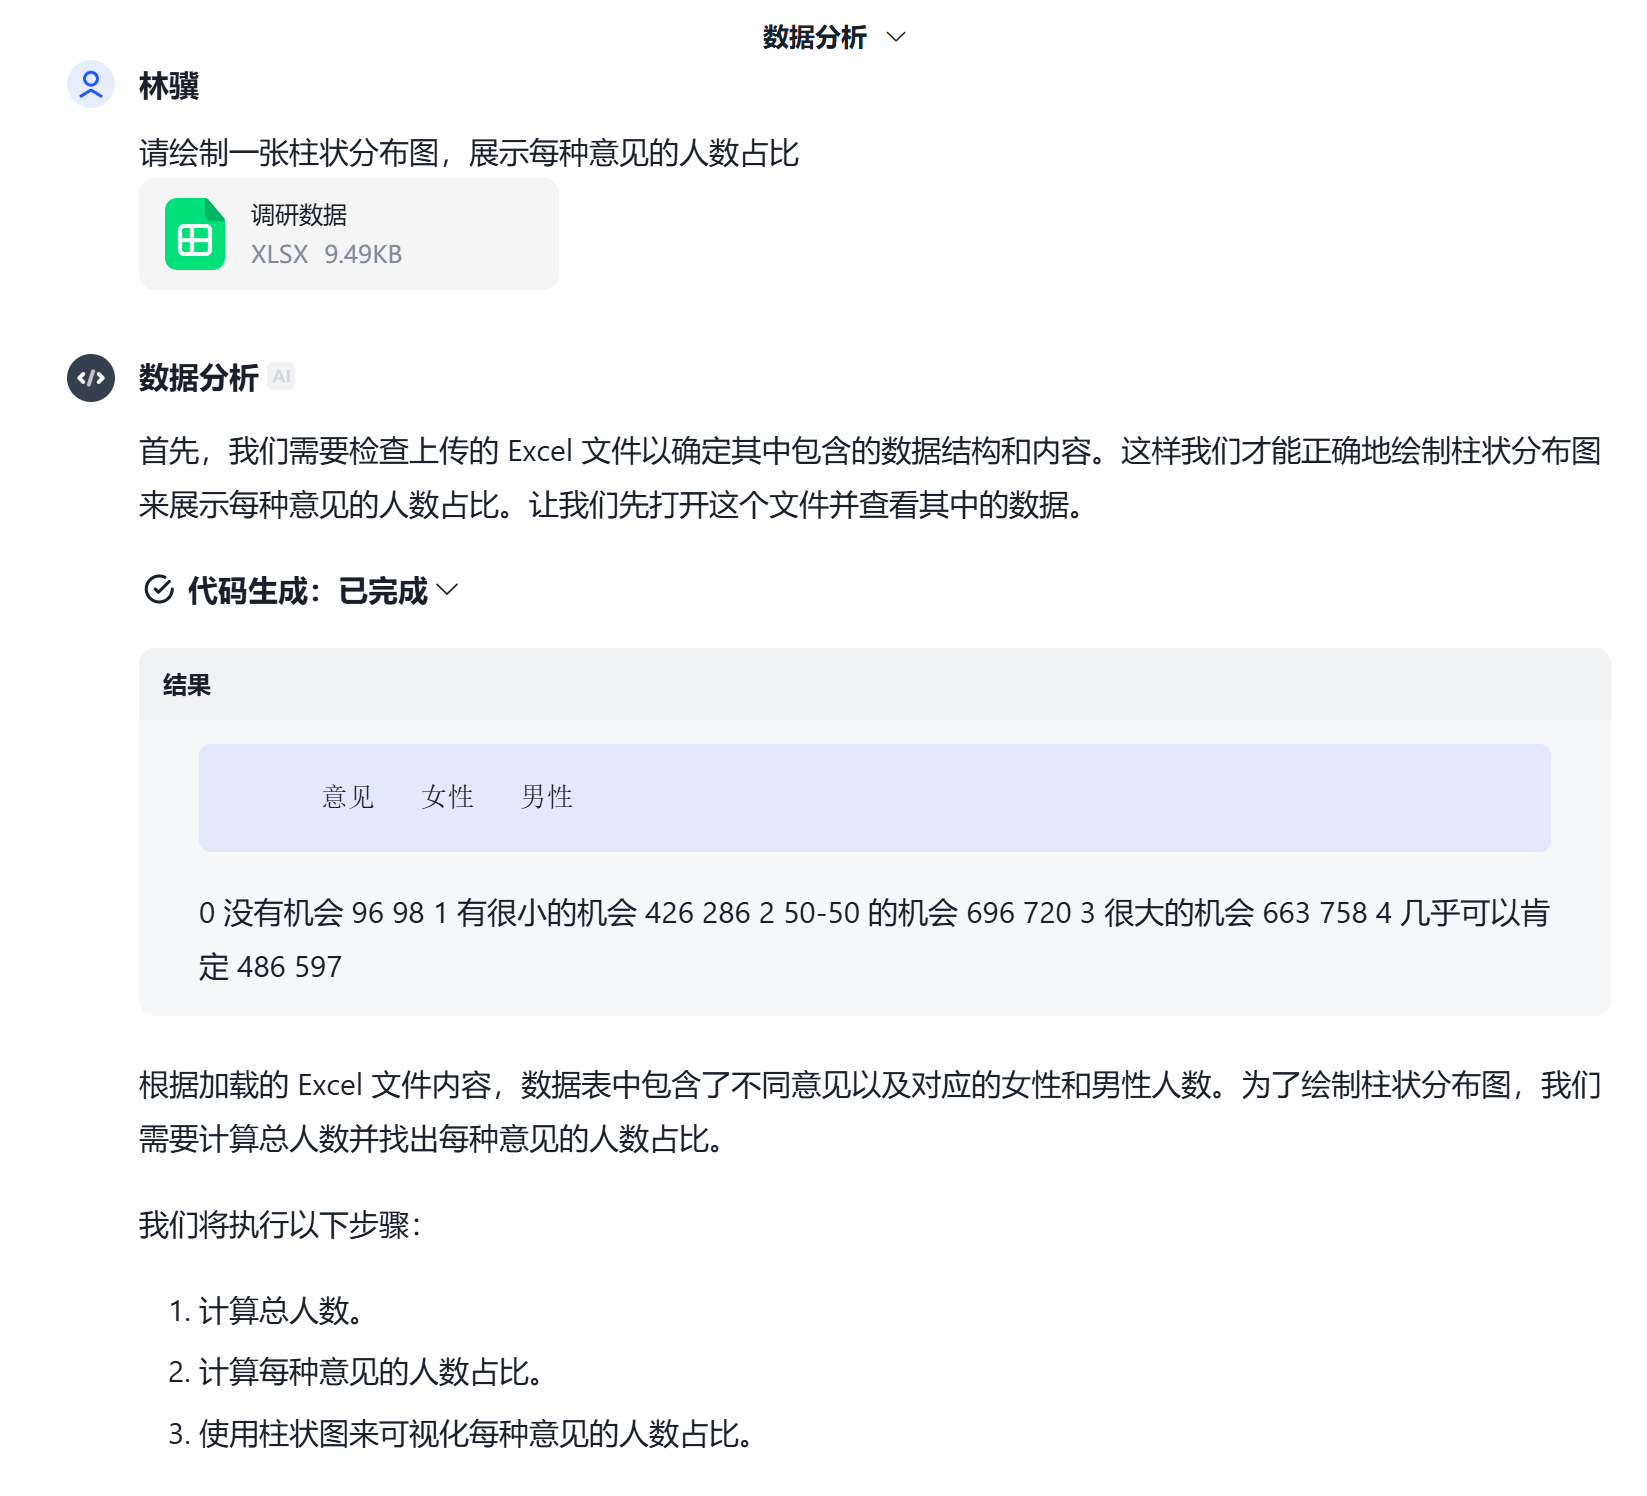 数据分析
林骥
请绘制一张柱状分布图，展示每种意见的人数占比
调研数据
XLSX 9.49KB
数据分析 AI
首先，我们需要检查上传的 Excel 文件以确定其中包含的数据结构和内容。这样我们才能正确地绘制柱状分布图
来展示每种意见的人数占比。让我们先打开这个文件并查看其中的数据。
代码生成：已完成
结果
意见 女性 男性
0 没有机会 96 98 1 有很小的机会 426 286 2 50-50 的机会 696 720 3 很大的机会 663 758 4 几乎可以肯
定 486 597
根据加载的 Excel 文件内容，数据表中包含了不同意见以及对应的女性和男性人数。为了绘制柱状分布图，我们
需要计算总人数并找出每种意见的人数占比。
我们将执行以下步骤：
1. 计算总人数。
2. 计算每种意见的人数占比。
3. 使用柱状图来可视化每种意见的人数占比。